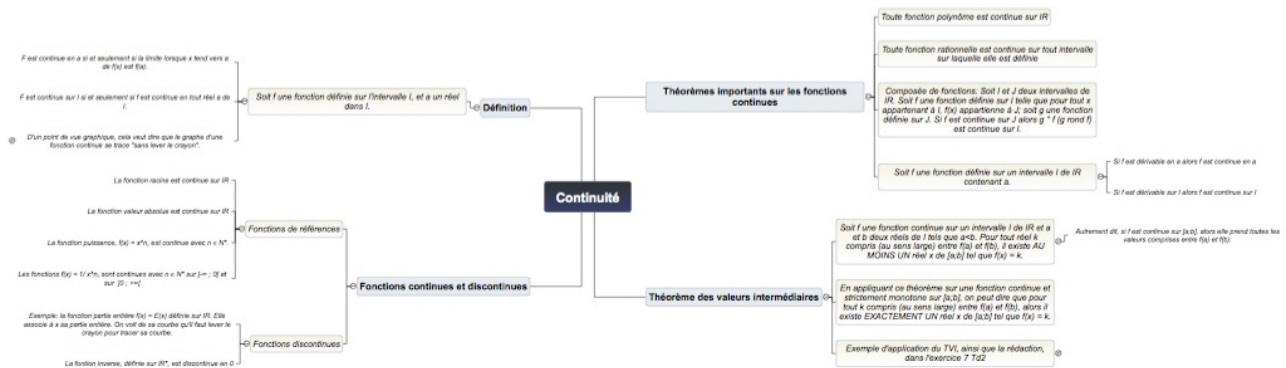 Continuité
Définition
Soit f une fonction définie sur l'intervalle I, et a un réel
dans I.
F est continue en a si et seulement si la limite lorsque x tend vers a
de f(x) est f(a).
F est continue sur I si et seulement si f est continue en tout réel a de
I.
D'un point de vue graphique, cela veut dire que le graphe d'une
fonction continue se trace "sans lever le crayon".
Fonctions continues et discontinues
Fonctions de références
La fonction racine est continue sur IR
La fonction valeur absolue est continue sur IR
La fonction puissance, f(x) = x^n, est continue avec n ∈ N*.
Les fonctions f(x) = 1/ x^n, sont continues avec n ∈ N* sur ]-∞ ; 0[ et
sur ]0 ; +∞[
Fonctions discontinues
Exemple: la fonction partie entière f(x) = E(x) définie sur IR. Elle
associe à x sa partie entière. On voit de sa courbe qu'il faut lever le
crayon pour tracer sa courbe.
La fontion inverse, définie sur IR*, est discontinue en 0
Théorèmes importants sur les fonctions
continues
Toute fonction polynôme est continue sur IR
Toute fonction rationnelle est continue sur tout intervalle
sur laquelle elle est définie
Composée de fonctions: Soit I et J deux intervalles de
IR. Soit f une fonction définie sur I telle que pour tout x
appartenant à I, f(x) appartienne à J; soit g une fonction
définie sur J. Si f est continue sur J alors g ° f (g rond f)
est continue sur I.
Soit f une fonction définie sur un intervalle I de IR
contenant a.
Si f est dérivable en a alors f est continue en a
Si f est dérivable sur I alors f est continue sur I
Théorème des valeurs intermédiaires
Soit f une fonction continue sur un intervalle I de IR et a
et b deux réels de I tels que a<b. Pour tout réel k
compris (au sens large) entre f(a) et f(b), il existe AU
MOINS UN réel x de [a;b] tel que f(x) = k.
Autrement dit, si f est continue sur [a;b], alors elle prend toutes les
valeurs comprises entre f(a) et f(b).
En appliquant ce théorème sur une fonction continue et
strictement monotone sur [a;b], on peut dire que pour
tout k compris (au sens large) entre f(a) et f(b), alors il
existe EXACTEMENT UN réel x de [a;b] tel que f(x) = k.
Exemple d'application du TVI, ainsi que la rédaction,
dans l'exercice 7 Td2